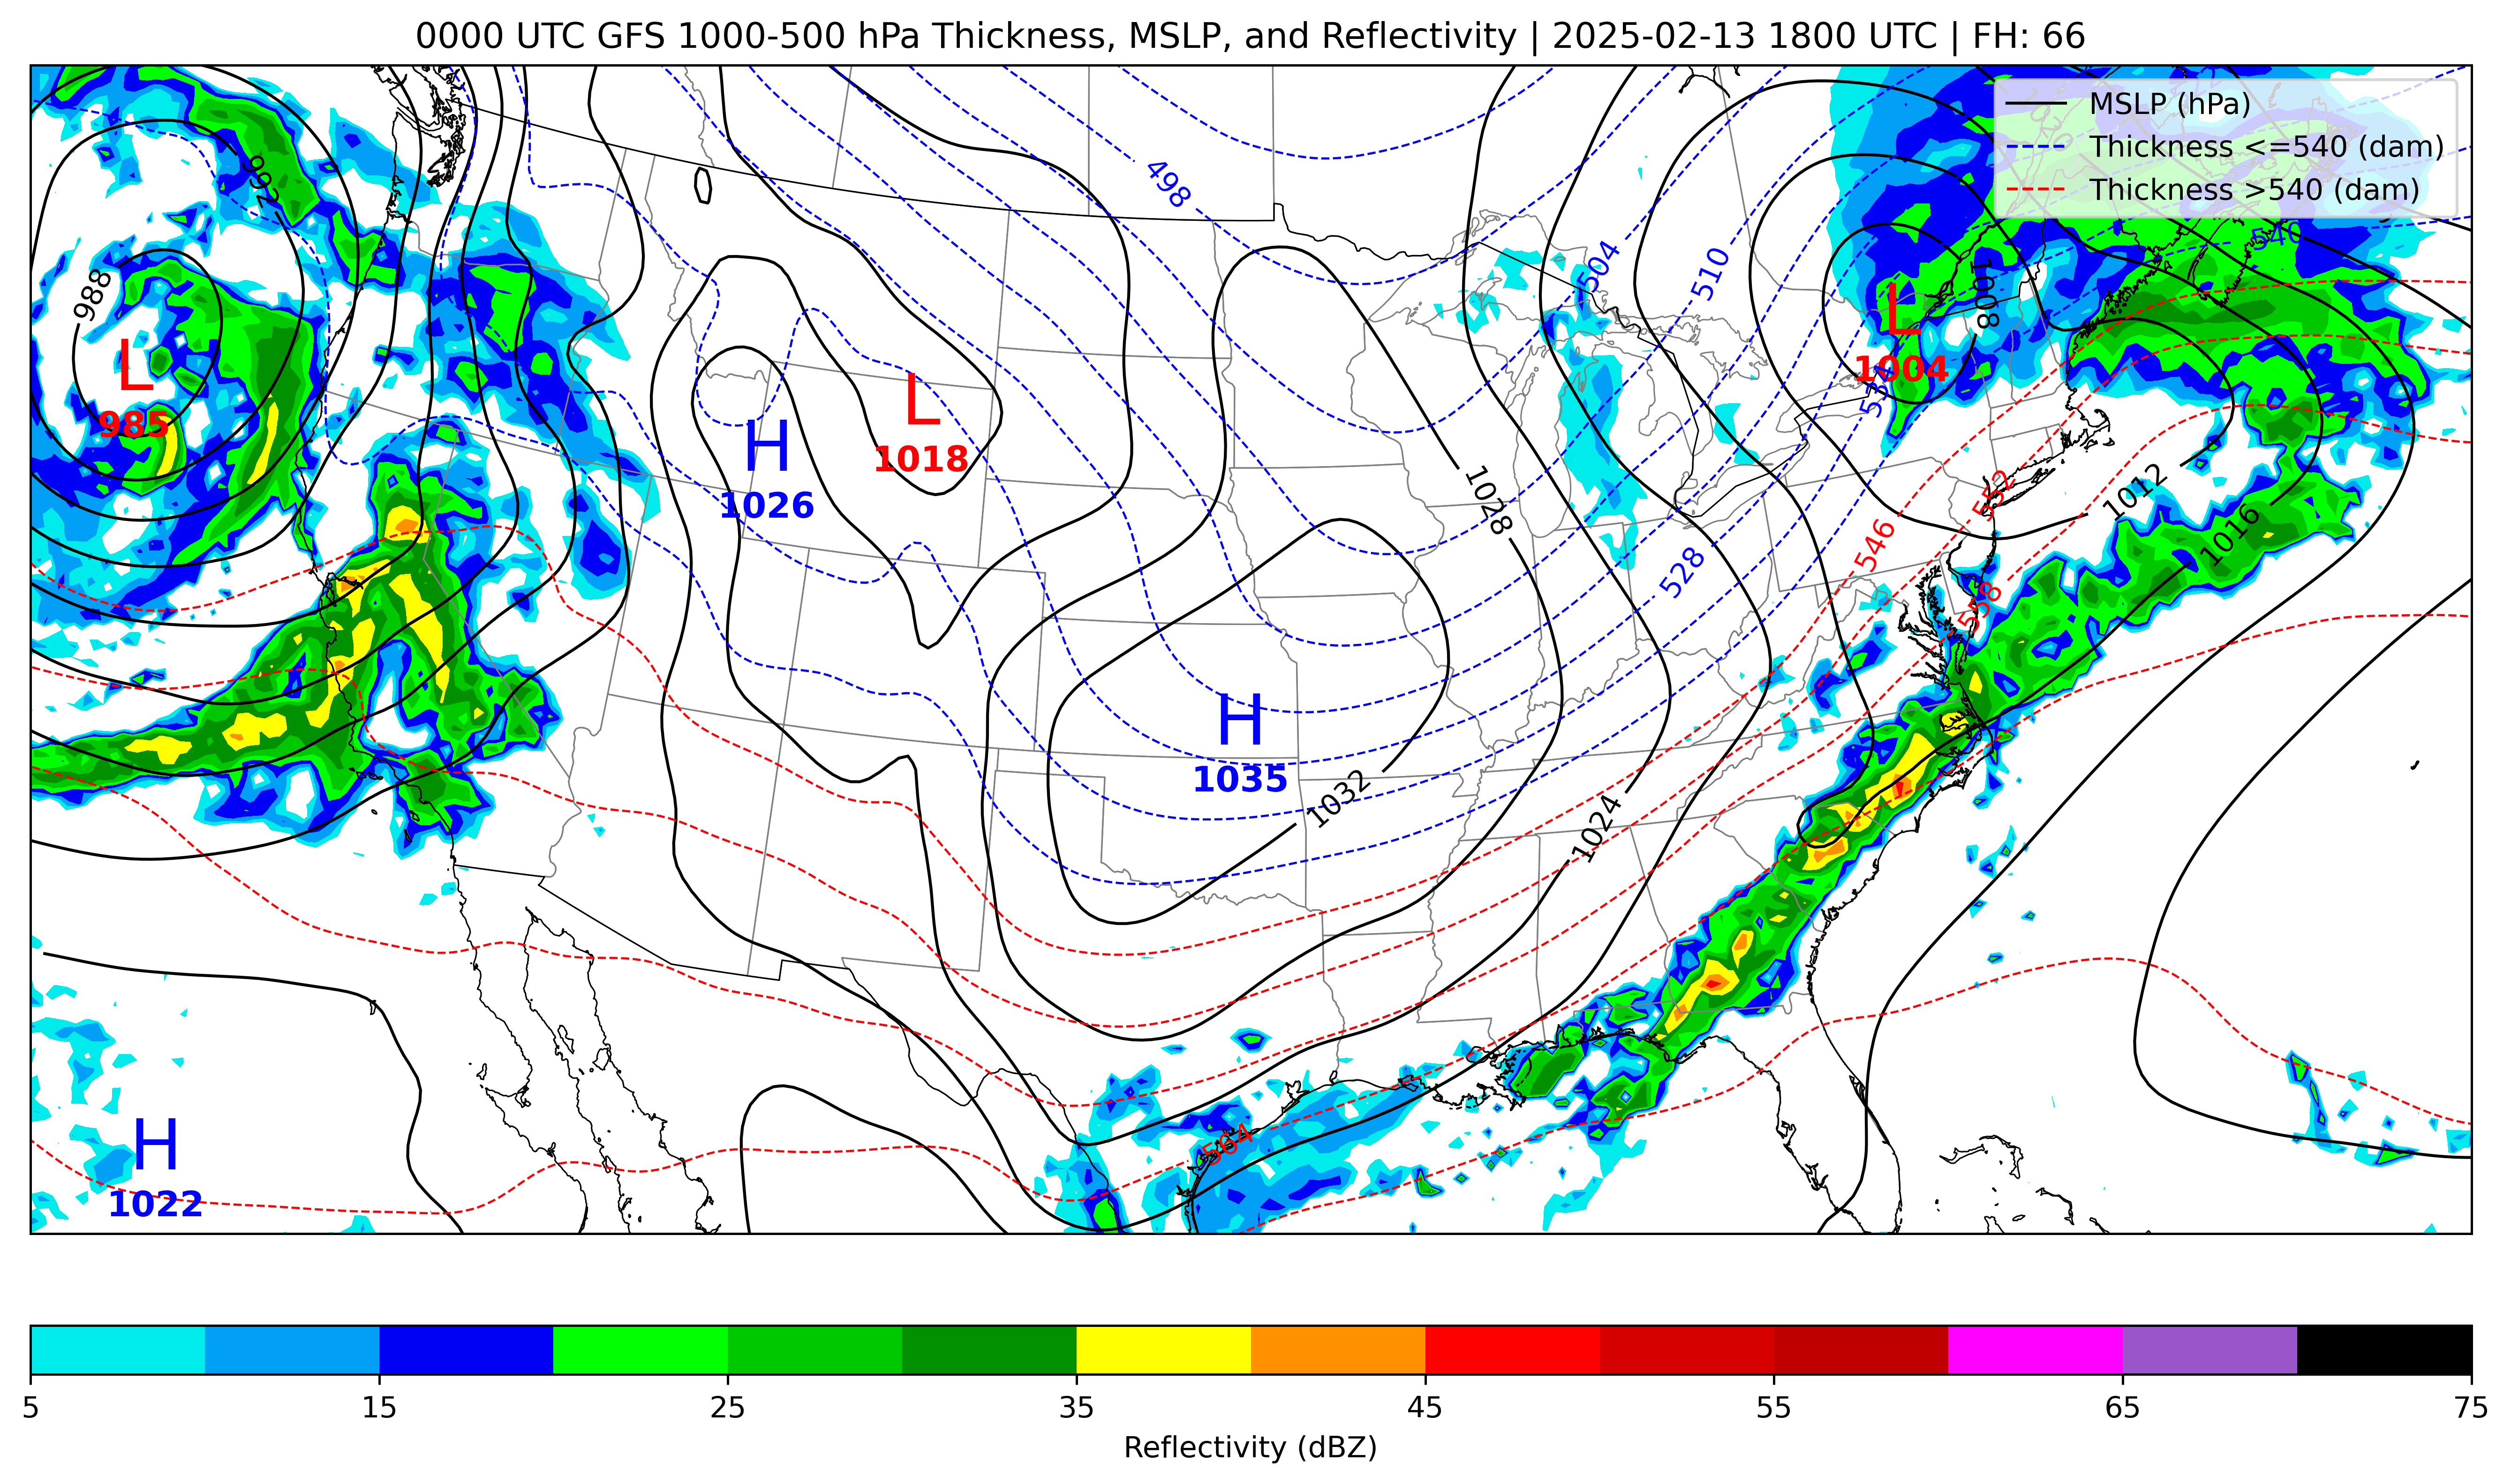 0000 UTC GFS 1000-500 hPa Thickness, MSLP, and Reflectivity | 2025-02-13 1800 UTC | FH: 66
MSLP (hPa)
Thickness <=540 (dam)
Thickness >540 (dam)
992
498
540
988
504
510
1008
L
985
L
1004
L
1018
H
1026
1028
552
1012
546
1016
528
558
H
1035
1032
1024
564
H
1022
5 15 25 35 45 55 65 75
Reflectivity (dBZ)